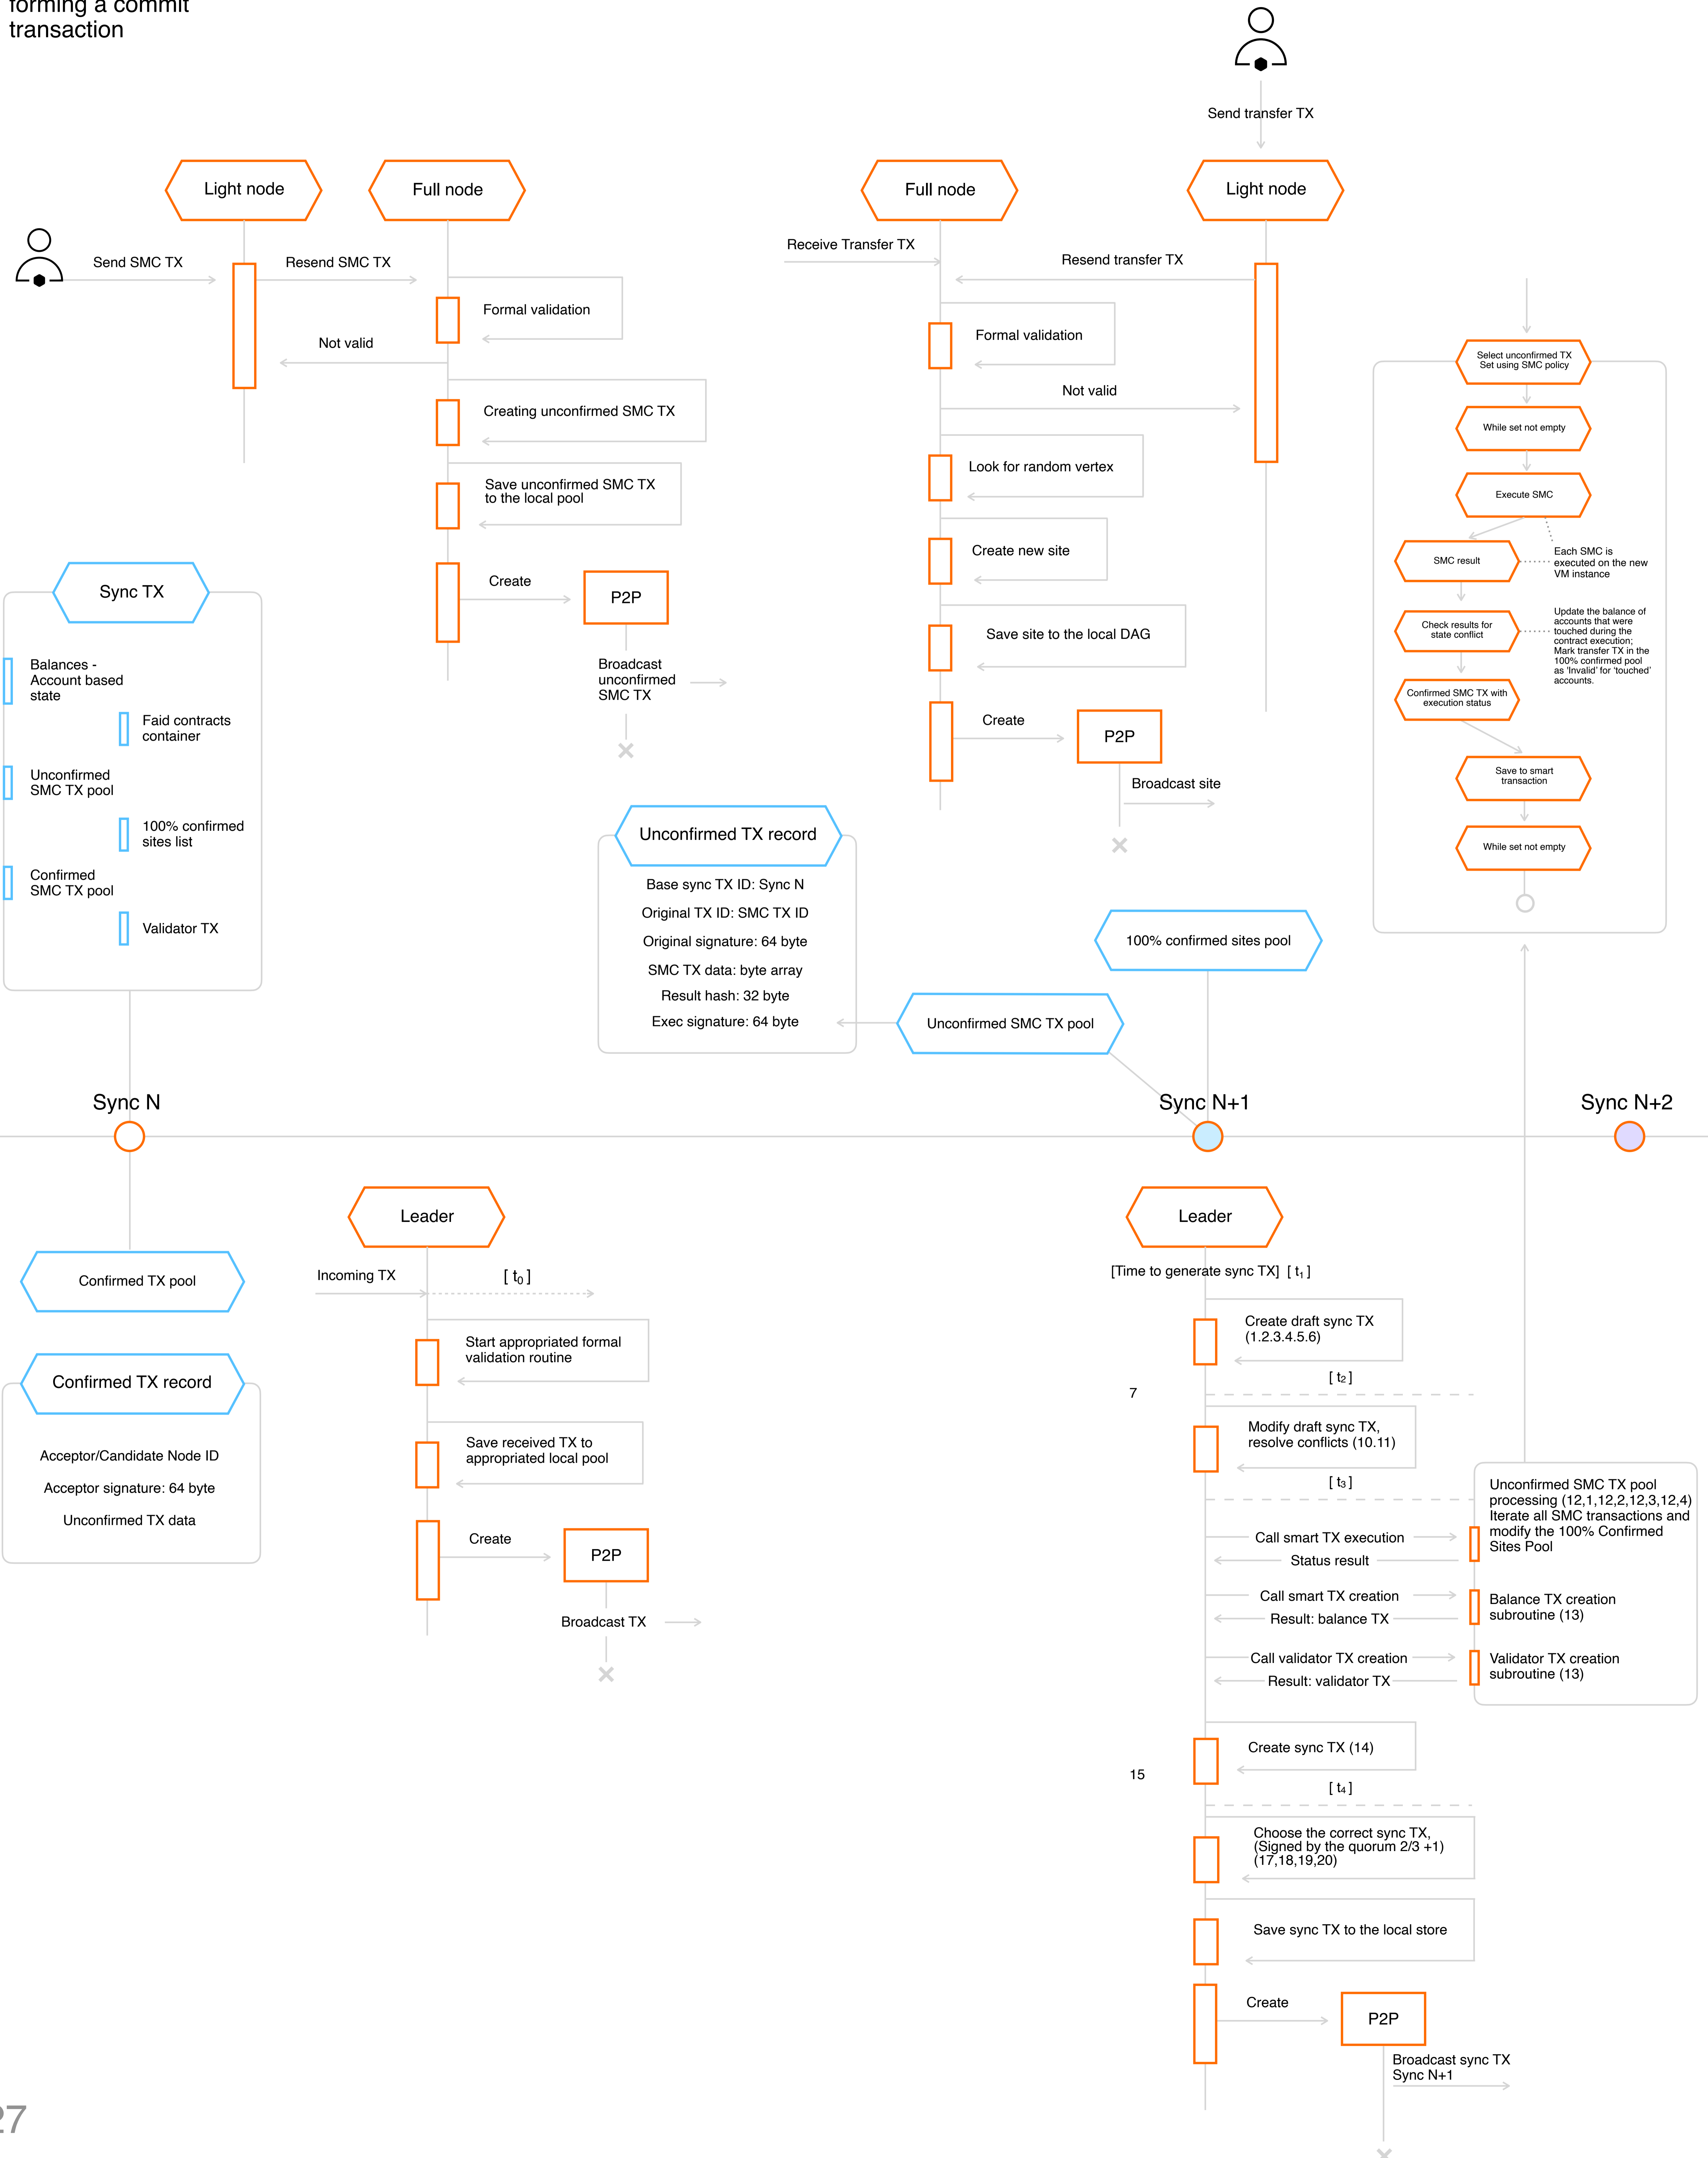 forming a commit
transaction
Send transfer TX
Light node
Full node
Full node
Light node
Send SMC TX
Resend SMC TX
Formal validation
Not valid
Creating unconfirmed SMC TX
Save unconfirmed SMC TX
to the local pool
Create
P2P
Broadcast
unconfirmed
SMC TX
Receive Transfer TX
Resend transfer TX
Formal validation
Not valid
Look for random vertex
Create new site
Save site to the local DAG
Create
P2P
Broadcast site
Select unconfirmed TX
Set using SMC policy
While set not empty
Execute SMC
SMC result
Each SMC is
executed on the new
VM instance
Check results for
state conflict
Update the balance of
accounts that were
touched during the
contract execution;
Mark transfer TX in the
100% confirmed pool
as 'Invalid' for 'touched'
accounts.
Confirmed SMC TX with
execution status
Save to smart
transaction
While set not empty
Sync TX
Balances -
Account based
state
Faid contracts
container
Unconfirmed
SMC TX pool
100% confirmed
sites list
Confirmed
SMC TX pool
Validator TX
Unconfirmed TX record
Base sync TX ID: Sync N
Original TX ID: SMC TX ID
Original signature: 64 byte
SMC TX data: byte array
Result hash: 32 byte
Exec signature: 64 byte
100% confirmed sites pool
Unconfirmed SMC TX pool
Sync N
Sync N+1
Sync N+2
Confirmed TX pool
Confirmed TX record
Acceptor/Candidate Node ID
Acceptor signature: 64 byte
Unconfirmed TX data
Leader
Incoming TX
[ t0 ]
Start appropriated formal
validation routine
Save received TX to
appropriated local pool
Create
P2P
Broadcast TX
Leader
[Time to generate sync TX] [ t1 ]
Create draft sync TX
(1.2.3.4.5.6)
[ t2 ]
7
Modify draft sync TX,
resolve conflicts (10.11)
[ t3 ]
Unconfirmed SMC TX pool
processing (12,1,12,2,12,3,12,4)
Iterate all SMC transactions and
modify the 100% Confirmed
Sites Pool
Call smart TX execution
Status result
Call smart TX creation
Result: balance TX
Balance TX creation
subroutine (13)
Call validator TX creation
Result: validator TX
Validator TX creation
subroutine (13)
Create sync TX (14)
15
[ t4 ]
Choose the correct sync TX,
(Signed by the quorum 2/3 +1)
(17,18,19,20)
Save sync TX to the local store
Create
P2P
Broadcast sync TX
Sync N+1
27